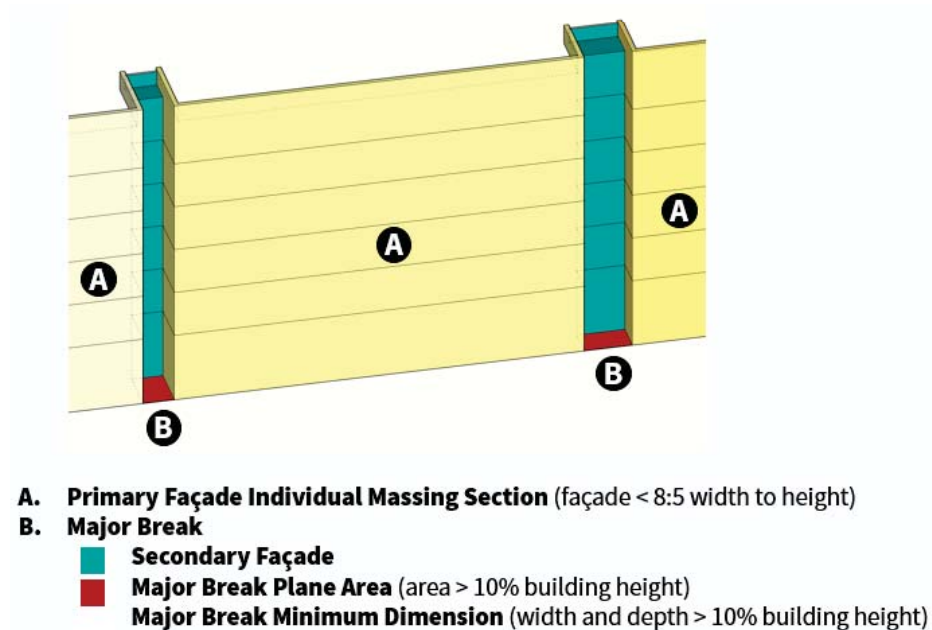 A
A
A
B
B
A. Primary Façade Individual Massing Section (façade < 8:5 width to height)
B. Major Break
Secondary Façade
Major Break Plane Area (area > 10% building height)
Major Break Minimum Dimension (width and depth > 10% building height)